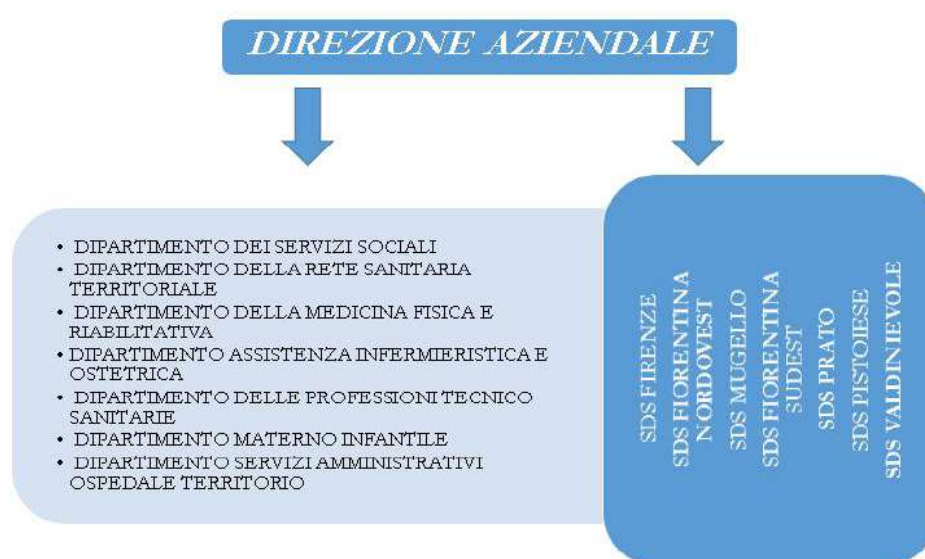 DIREZIONE AZIENDALE
• DIPARTIMENTO DEI SERVIZI SOCIALI
• DIPARTIMENTO DELLA RETE SANITARIA
TERRITORIALE
• DIPARTIMENTO DELLA MEDICINA FISICA E
RIABILITATIVA
• DIPARTIMENTO ASSISTENZA INFERMIERISTICA E
OSTETRICA
• DIPARTIMENTO DELLE PROFESSIONI TECNICO
SANITARIE
• DIPARTIMENTO MATERNO INFANTILE
• DIPARTIMENTO SERVIZI AMMINISTRATIVI
OSPEDALE TERRITORIO
SDS FIRENZE
SDS FIORENTINA
NORDOVEST
SDS MUGELLO
SDS FIORENTINA
SUDEST
SDS PRATO
SDS PISTOIESE
SDS VALDINIEVOLE